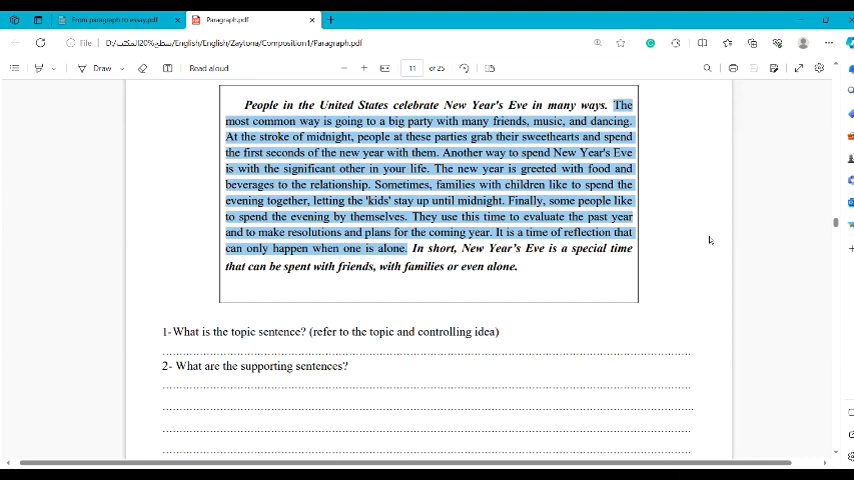 From paragraph to essay.pdf
Paragraph.pdf
File
D:/سطح%20المكتب/English/English/Zaytona/Composition1/Paragraph.pdf
Draw
Read aloud
11 of 25
People in the United States celebrate New Year's Eve in many ways. The
most common way is going to a big party with many friends, music, and dancing.
At the stroke of midnight, people at these parties grab their sweethearts and spend
the first seconds of the new year with them. Another way to spend New Year's Eve
is with the significant other in your life. The new year is greeted with food and
beverages to the relationship. Sometimes, families with children like to spend the
evening together, letting the 'kids' stay up until midnight. Finally, some people like
to spend the evening by themselves. They use this time to evaluate the past year
and to make resolutions and plans for the coming year. It is a time of reflection that
can only happen when one is alone. In short, New Year's Eve is a special time
that can be spent with friends, with families or even alone.
1-What is the topic sentence? (refer to the topic and controlling idea)
2- What are the supporting sentences?